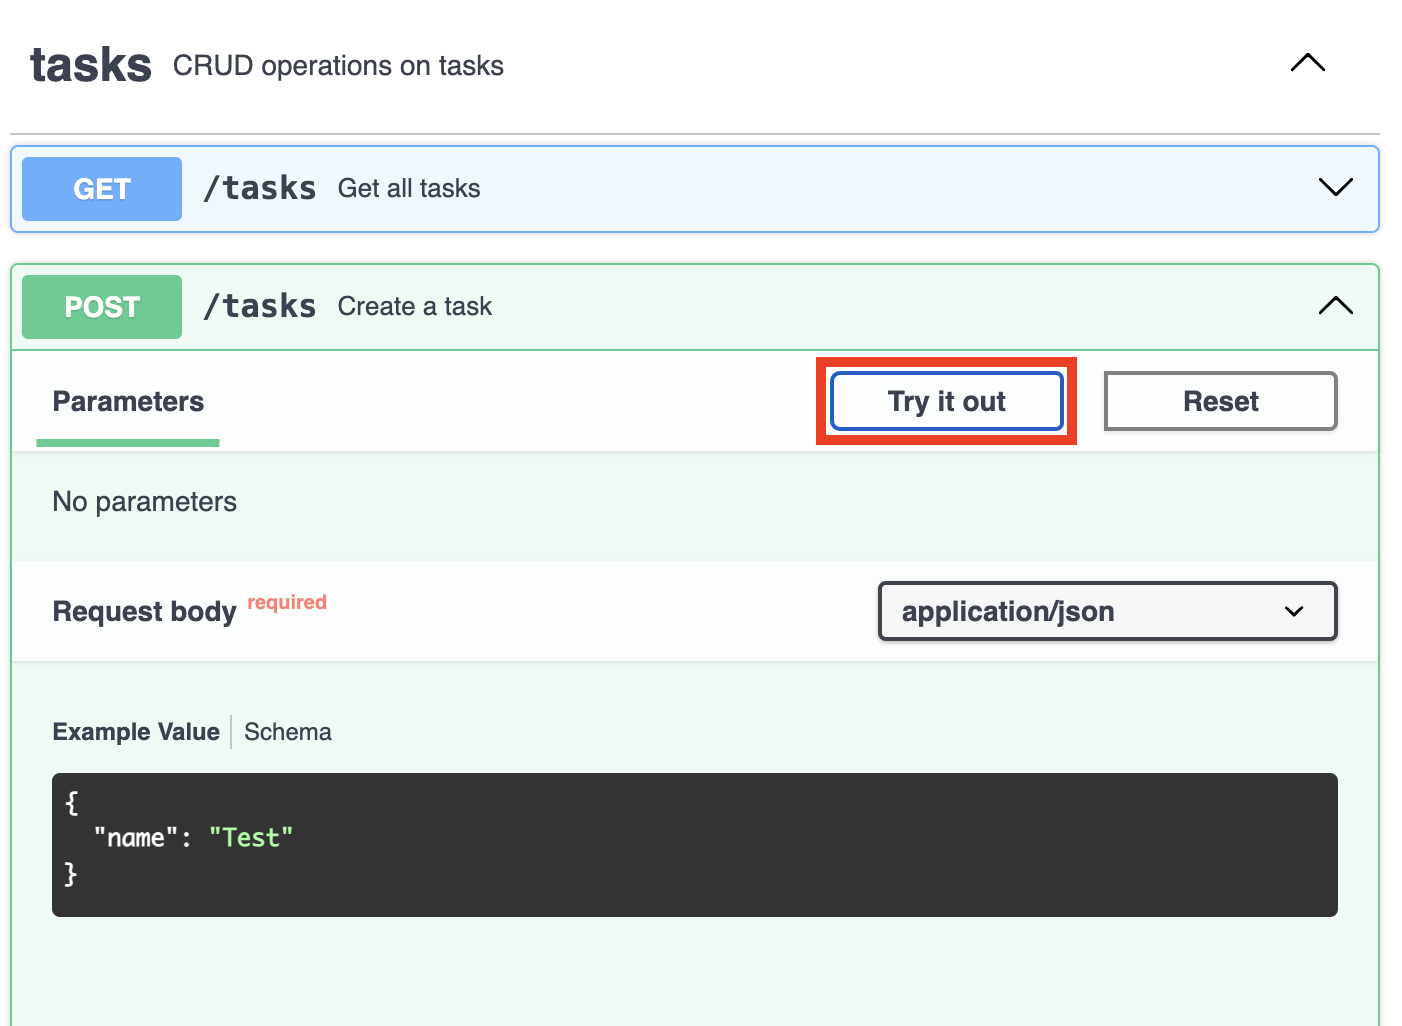 tasks CRUD operations on tasks
GET /tasks Get all tasks
POST /tasks Create a task
Parameters Try it out Reset
No parameters
Request body required application/json
Example Value Schema
{
  "name": "Test"
}